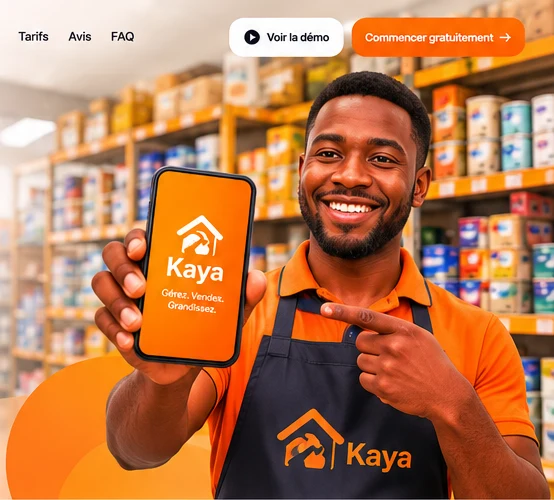 Tarifs
Avis
FAQ
Voir la démo
Commencer gratuitement →
Kaya
Gérez. Vendez.
Grandissez.
Kaya